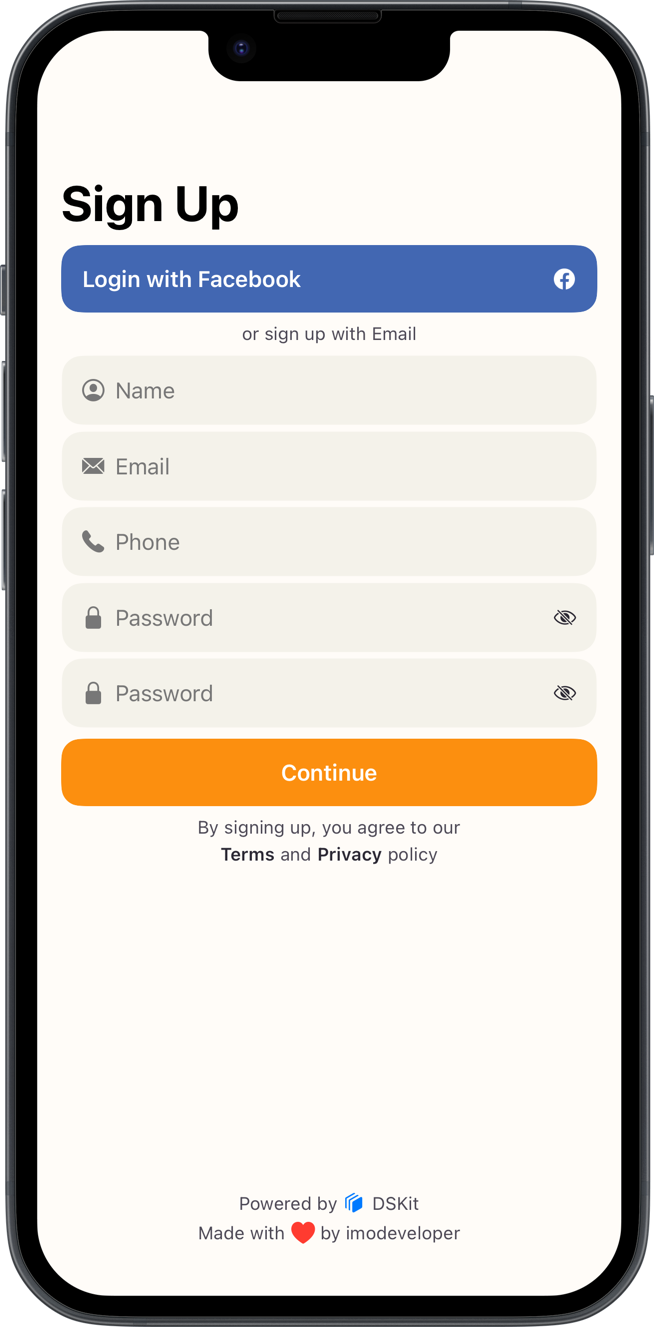 Sign Up
Login with Facebook
or sign up with Email
Name
Email
Phone
Password
Password
Continue
By signing up, you agree to our
Terms and Privacy policy
Powered by DSKit
Made with ❤️ by imodeveloper